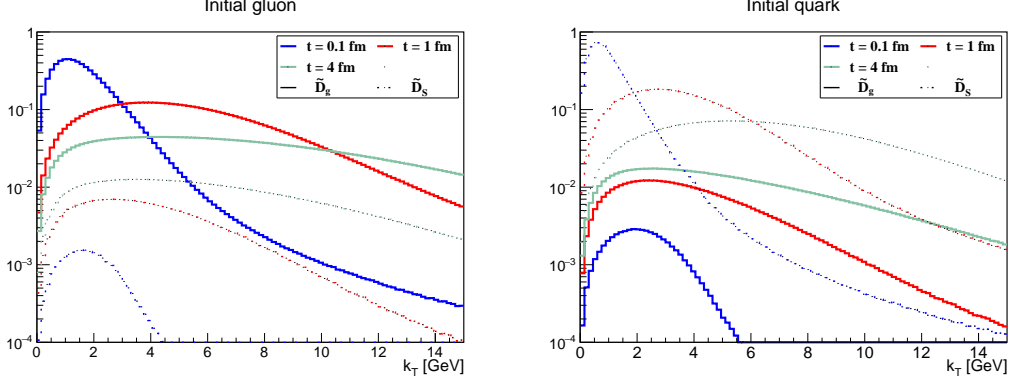 Initial gluon
1
t = 0.1 fm t = 1 fm
t = 4 fm
D̃g D̃S
10⁻¹
10⁻²
10⁻³
10⁻⁴
0 2 4 6 8 10 12 14
kT [GeV]
Initial quark
1
t = 0.1 fm t = 1 fm
t = 4 fm
D̃g D̃S
10⁻¹
10⁻²
10⁻³
10⁻⁴
0 2 4 6 8 10 12 14
kT [GeV]